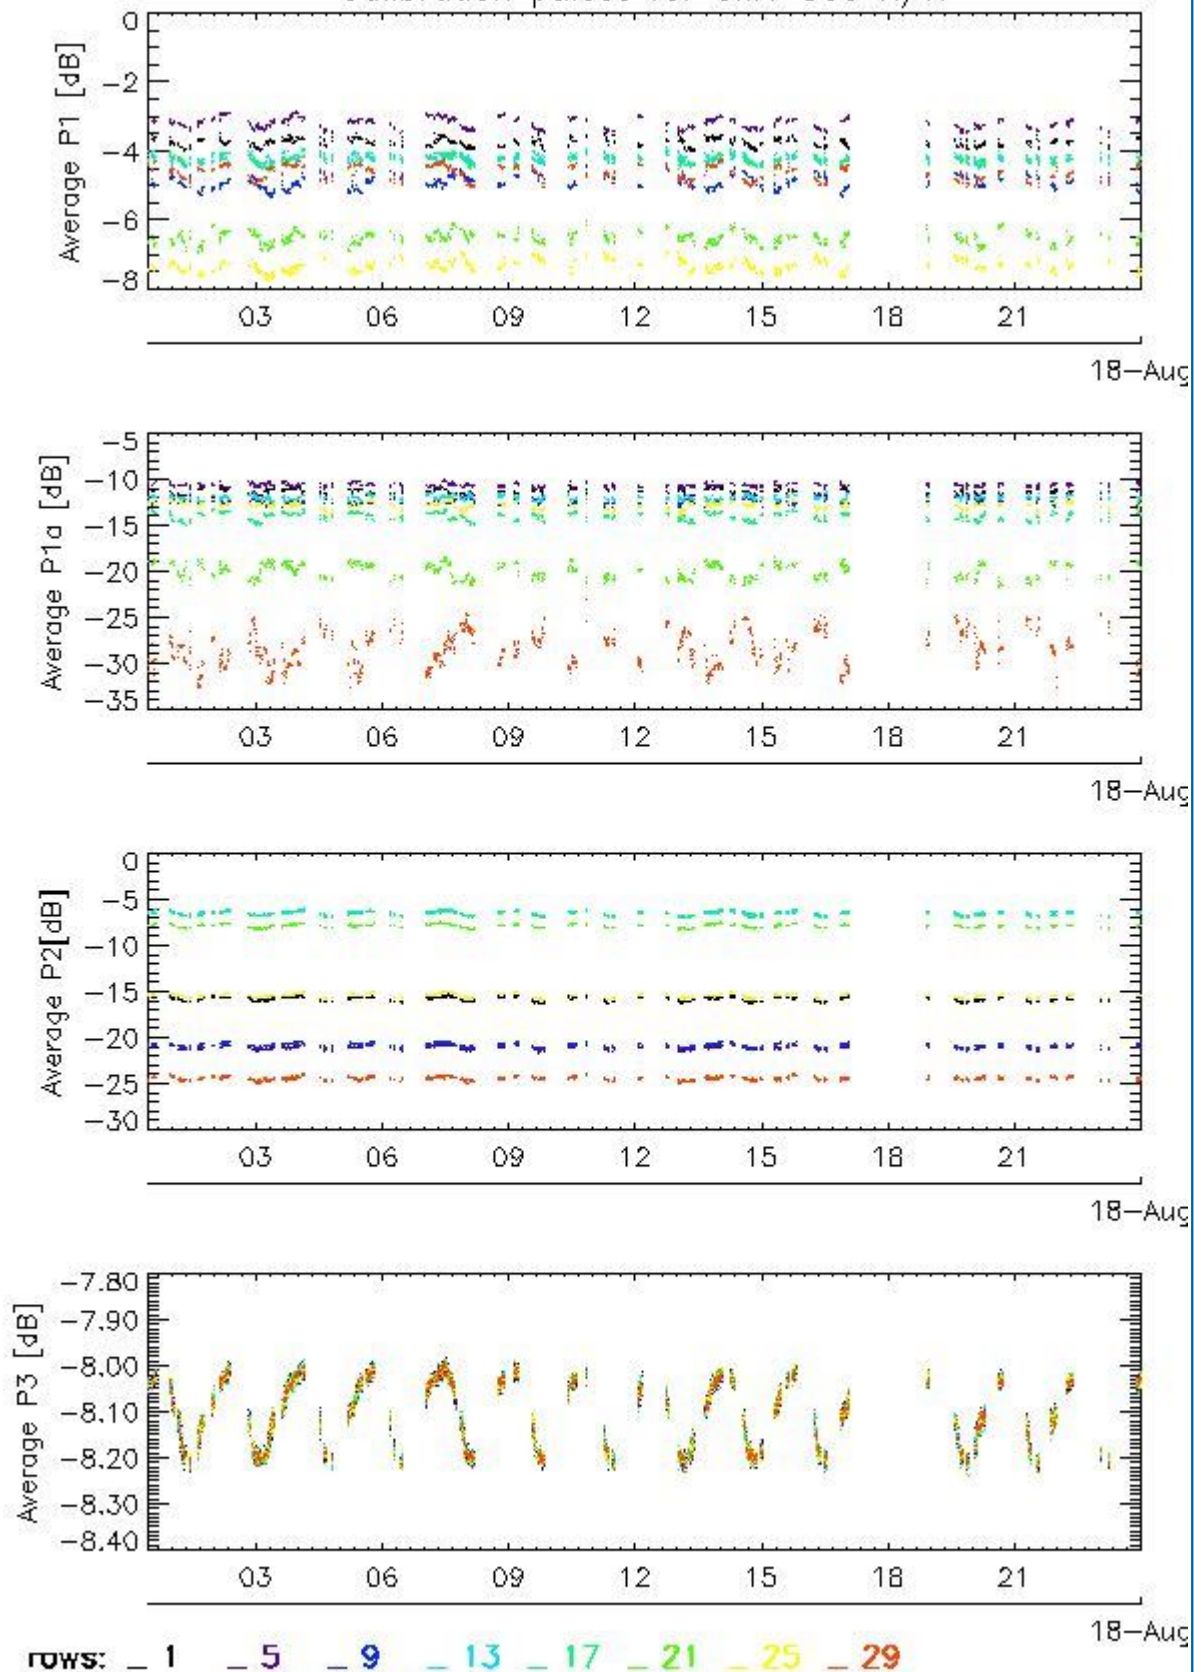 Average P1 [dB]
0
−2
−4
−6
−8
03 06 09 12 15 18 21
18−Aug
Average P1a [dB]
−5
−10
−15
−20
−25
−30
−35
03 06 09 12 15 18 21
18−Aug
Average P2[dB]
0
−5
−10
−15
−20
−25
−30
03 06 09 12 15 18 21
18−Aug
Average P3 [dB]
−7.80
−7.90
−8.00
−8.10
−8.20
−8.30
−8.40
03 06 09 12 15 18 21
18−Aug
rows: _ 1 _ 5 _ 9 _ 13 _ 17 _ 21 _ 25 _ 29